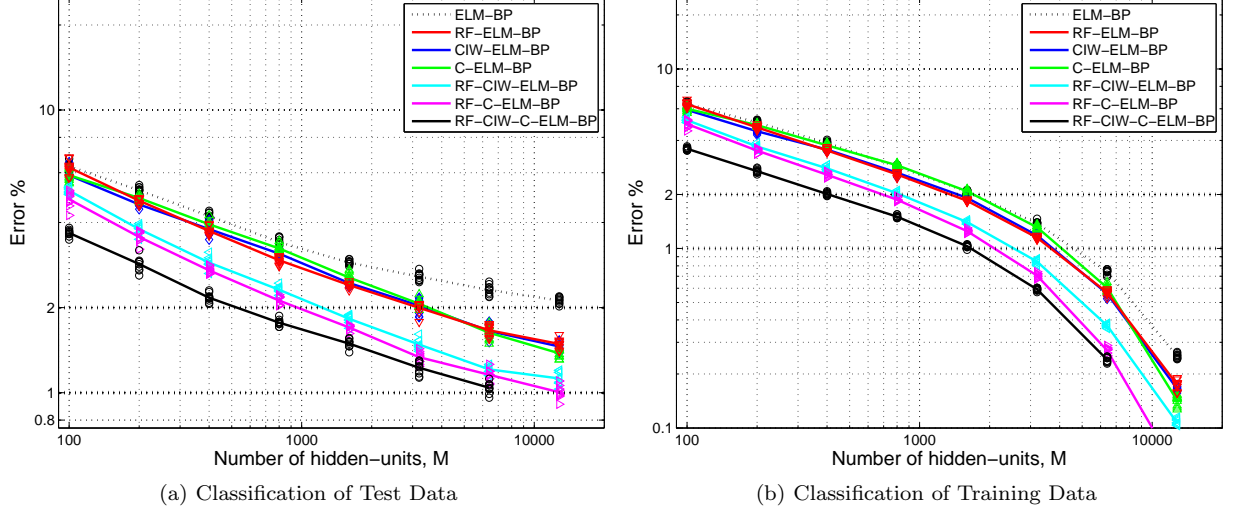 10
2
1
0.8
100
1000
10000
Error %
Number of hidden−units, M
ELM−BP
RF−ELM−BP
CIW−ELM−BP
C−ELM−BP
RF−CIW−ELM−BP
RF−C−ELM−BP
RF−CIW−C−ELM−BP
(a) Classification of Test Data
10
2
1
0.1
100
1000
10000
Error %
Number of hidden−units, M
ELM−BP
RF−ELM−BP
CIW−ELM−BP
C−ELM−BP
RF−CIW−ELM−BP
RF−C−ELM−BP
RF−CIW−C−ELM−BP
(b) Classification of Training Data